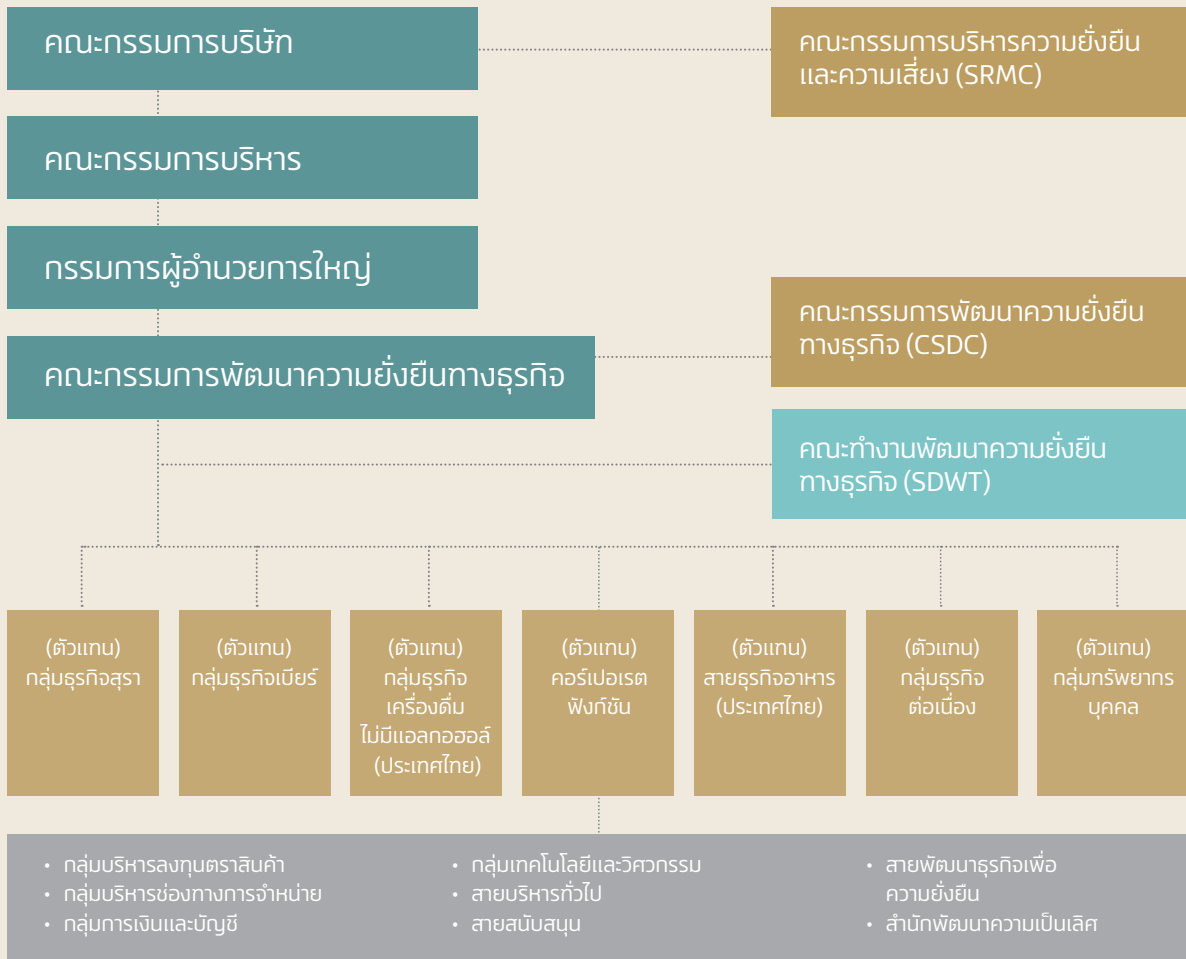 คณะกรรมการบริษัท
คณะกรรมการบริหารความยั่งยืน
และความเสี่ยง (SRMC)
คณะกรรมการบริหาร
กรรมการผู้อำนวยการใหญ่
คณะกรรมการพัฒนาความยั่งยืน
ทางธุรกิจ (CSDC)
คณะกรรมการพัฒนาความยั่งยืนทางธุรกิจ
คณะทำงานพัฒนาความยั่งยืน
ทางธุรกิจ (SDWT)
(ตัวแทน)
กลุ่มธุรกิจสุรา
(ตัวแทน)
กลุ่มธุรกิจเบียร์
(ตัวแทน)
กลุ่มธุรกิจ
เครื่องดื่ม
ไม่มีแอลกอฮอล์
(ประเทศไทย)
(ตัวแทน)
คอร์เปอเรต
ฟังก์ชัน
(ตัวแทน)
สายธุรกิจอาหาร
(ประเทศไทย)
(ตัวแทน)
กลุ่มธุรกิจ
ต่อเนื่อง
(ตัวแทน)
กลุ่มทรัพยากร
บุคคล
• กลุ่มบริหารลงทุนตราสินค้า
• กลุ่มบริหารช่องทางการจำหน่าย
• กลุ่มการเงินและบัญชี
• กลุ่มเทคโนโลยีและวิศวกรรม
• สายบริหารทั่วไป
• สายสนับสนุน
• สายพัฒนาธุรกิจเพื่อ
ความยั่งยืน
• สำนักพัฒนาความเป็นเลิศ